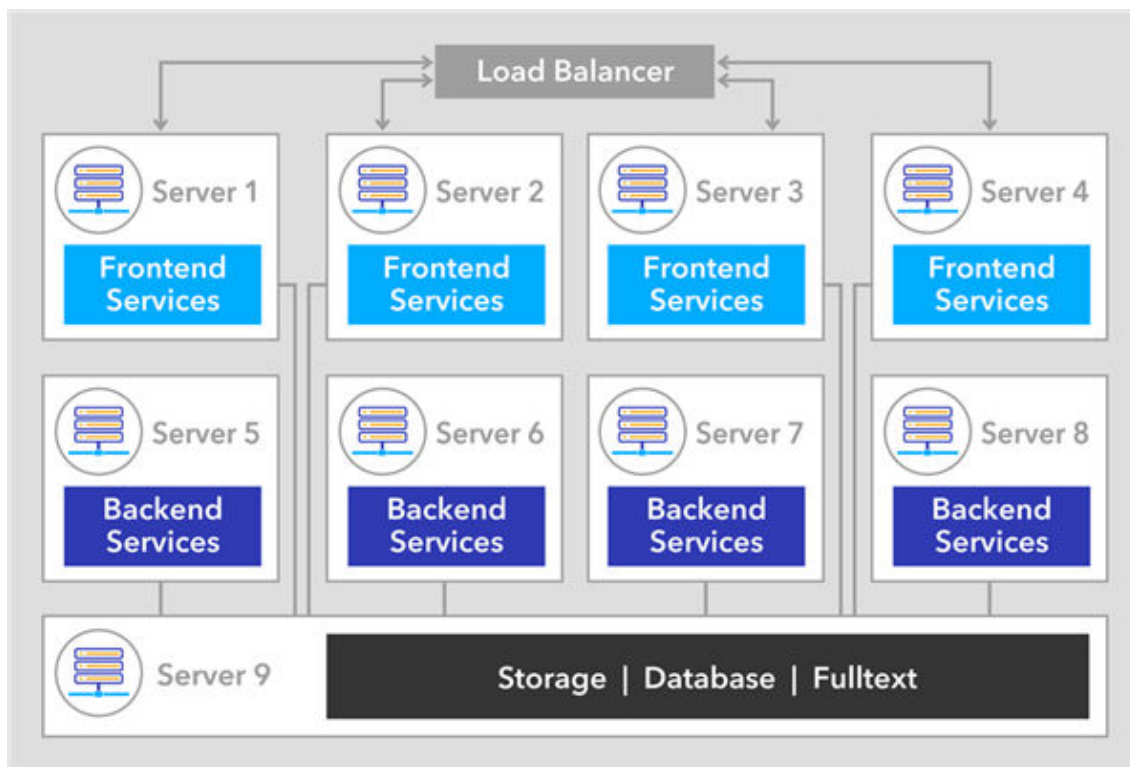 Load Balancer
Server 1
Server 2
Server 3
Server 4
Frontend
Services
Frontend
Services
Frontend
Services
Frontend
Services
Server 5
Server 6
Server 7
Server 8
Backend
Services
Backend
Services
Backend
Services
Backend
Services
Server 9
Storage | Database | Fulltext